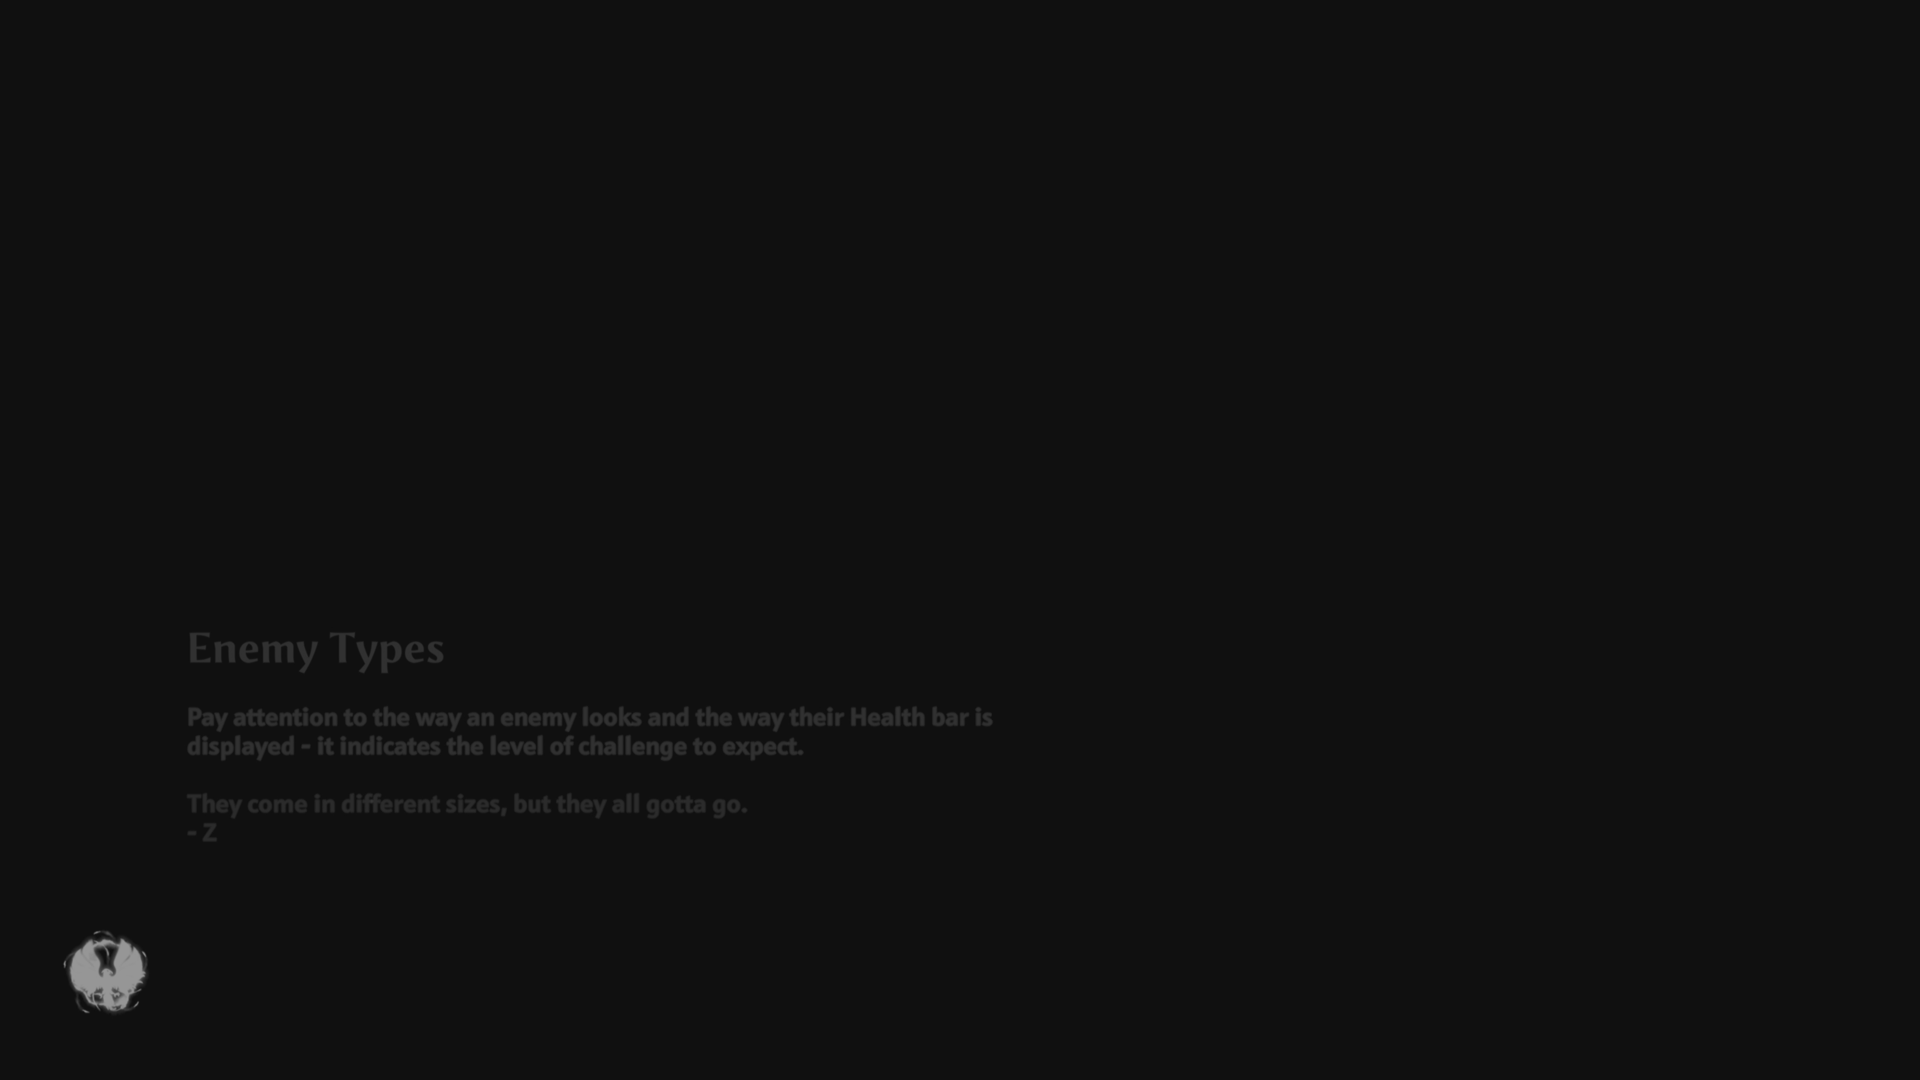 Enemy Types
Pay attention to the way an enemy looks and the way their Health bar is
displayed - it indicates the level of challenge to expect.
They come in different sizes, but they all gotta go.
- Z